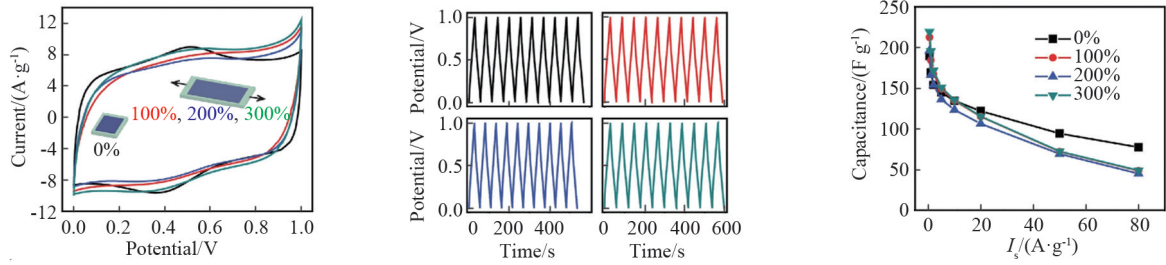 Current/(A·g⁻¹)
12
8
4
0
-4
-8
-12
100%, 200%, 300%
0%
0.0 0.2 0.4 0.6 0.8 1.0
Potential/V
Potential/V
1.0
0.5
0.0
Potential/V
1.0
0.5
0.0
0 200 400
0 200 400 600
Time/s Time/s
Capacitance/(F g⁻¹)
250
200
150
100
50
0
0%
100%
200%
300%
0 20 40 60 80
Iₛ/(A·g⁻¹)